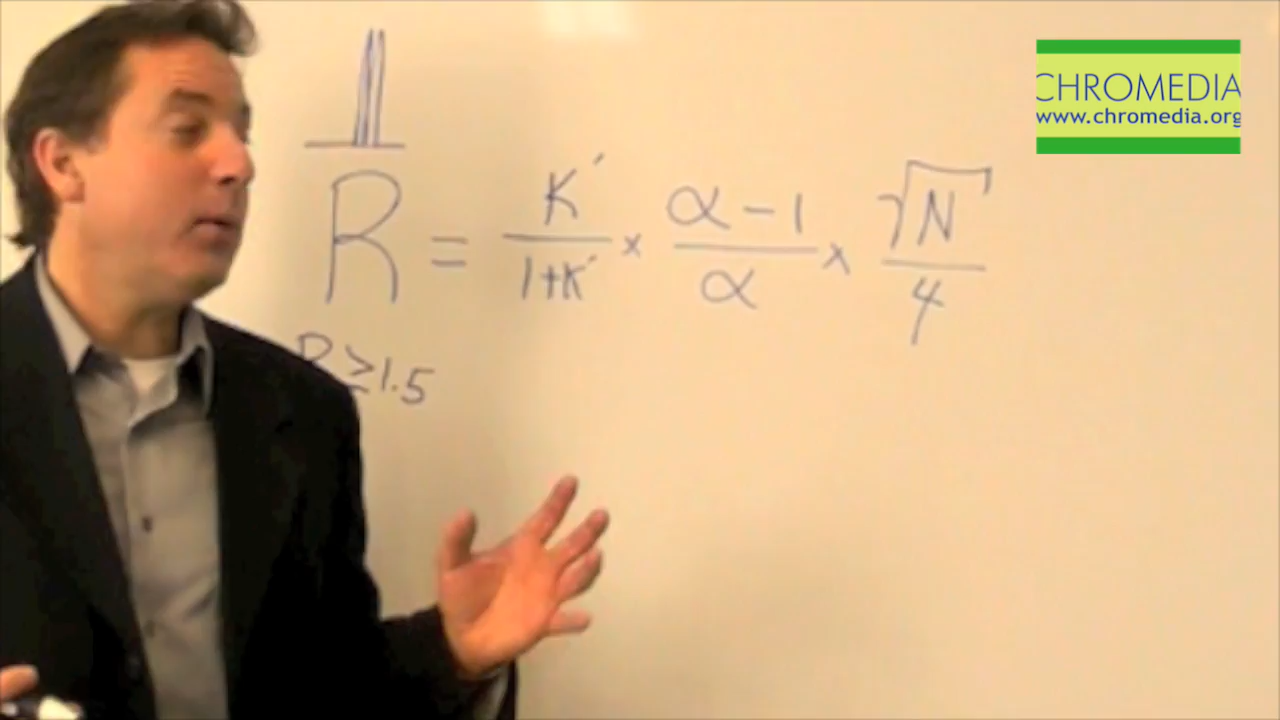 CHROMEDIA
www.chromedia.org
R = K' / 1+K' × α-1 / α × √N / 4
R ≥ 1.5